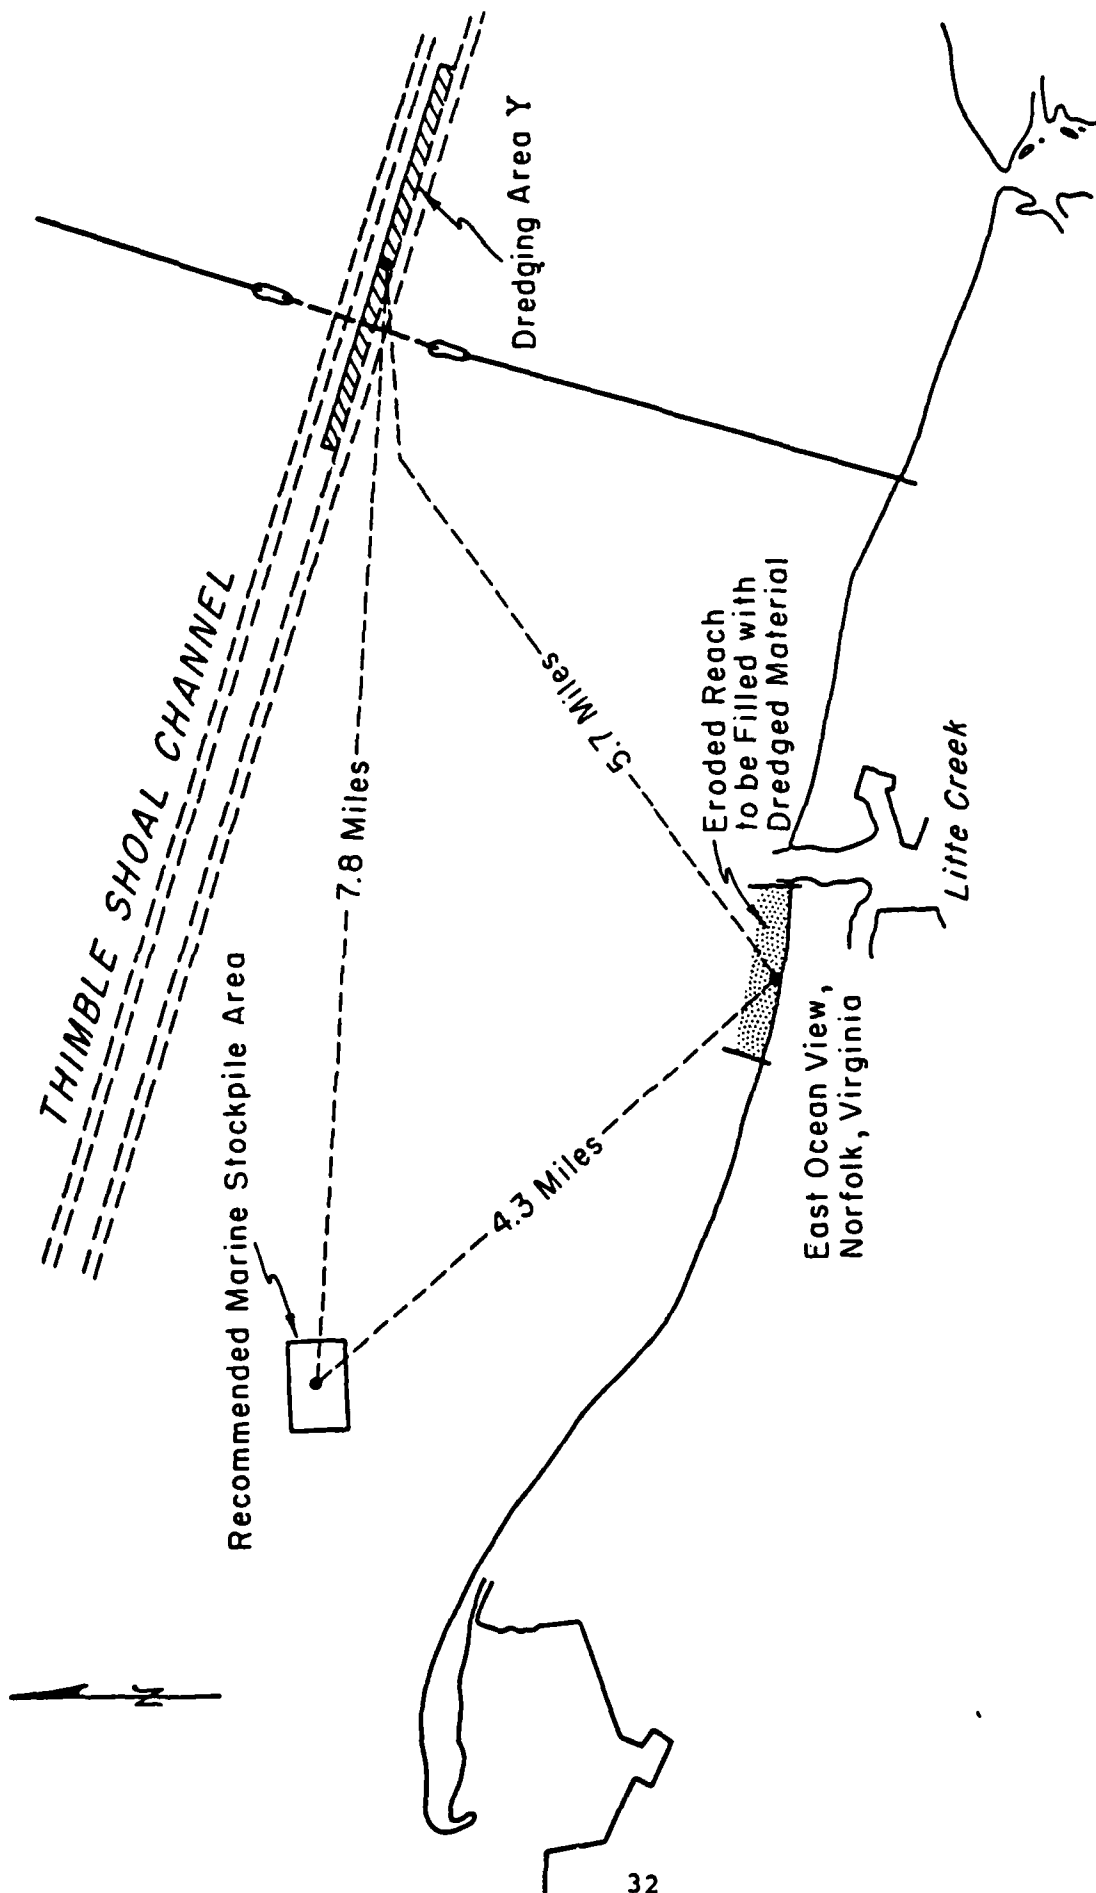 THIMBLE SHOAL CHANNEL
Recommended Marine Stockpile Area
7.8 Miles
Dredging Area Y
5.7 Miles
4.3 Miles
Eroded Reach
to be Filled with
Dredged Material
East Ocean View,
Norfolk, Virginia
Litte Creek
N
32